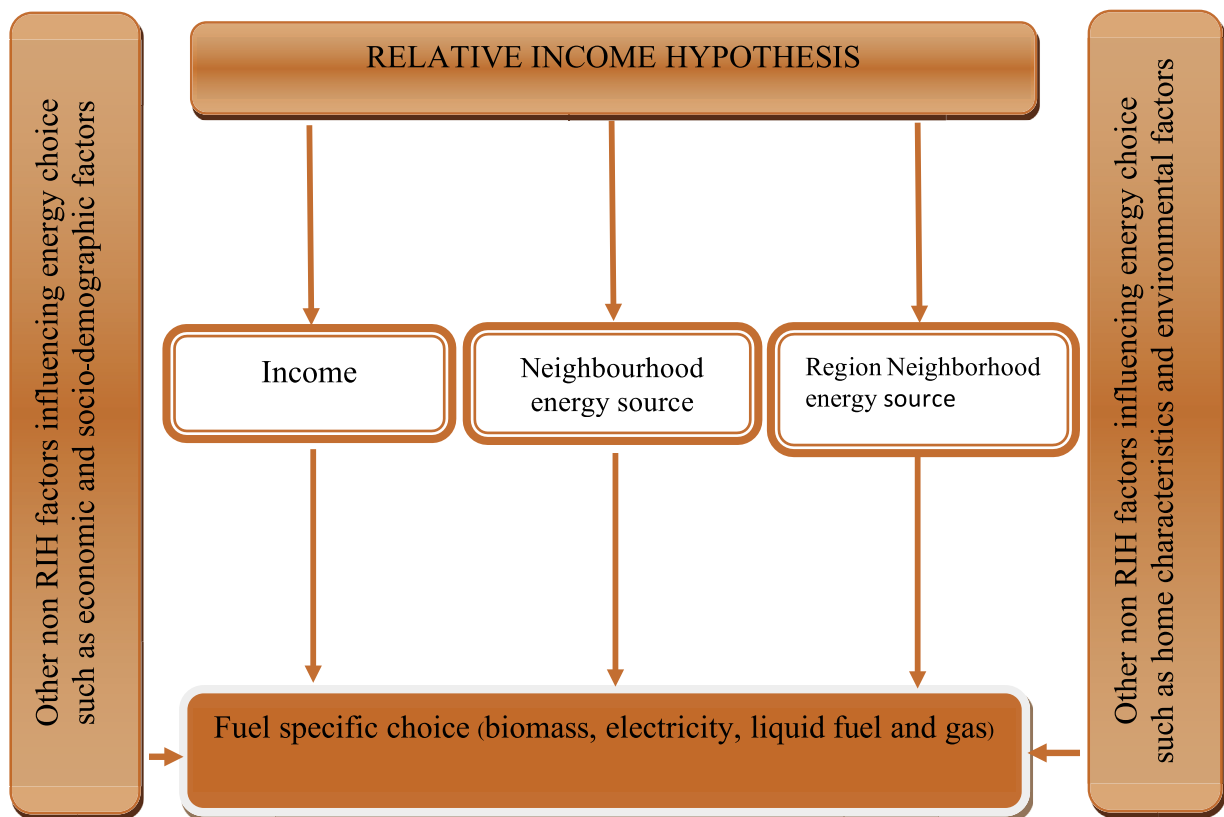 RELATIVE INCOME HYPOTHESIS
Other non RIH factors influencing energy choice
such as economic and socio-demographic factors
Income
Neighbourhood
energy source
Region Neighborhood
energy source
Other non RIH factors influencing energy choice
such as home characteristics and environmental factors
Fuel specific choice (biomass, electricity, liquid fuel and gas)